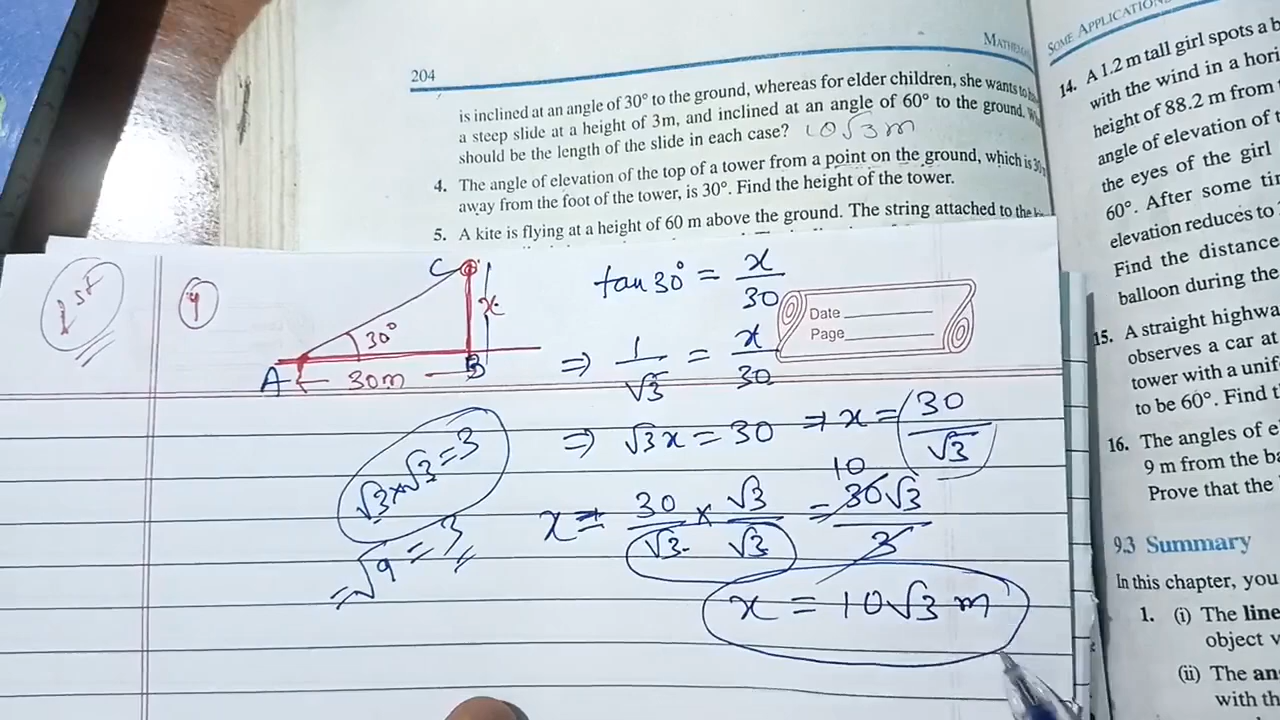 204
MATHEM
is inclined at an angle of 30° to the ground, whereas for elder children, she wants to
a steep slide at a height of 3m, and inclined at an angle of 60° to the ground.
should be the length of the slide in each case? 10√3 m
4. The angle of elevation of the top of a tower from a point on the ground, which is 30
away from the foot of the tower, is 30°. Find the height of the tower.
5. A kite is flying at a height of 60 m above the ground. The string attached to the
C
x
30°
A
30m
B
tan 30° = x/30
⇒ 1/√3 = x/30
⇒ √3x = 30 ⇒ x = 30/√3
x = 30/√3 × √3/√3 = 30√3/3
10
x = 10√3 m
√3×√3=3
=√9=3
Date
Page
SOME APPLICATION
14. A 1.2 m tall girl spots a b
with the wind in a hori
height of 88.2 m from
angle of elevation of t
the eyes of the girl
60°. After some tim
elevation reduces to
Find the distance
balloon during the
15. A straight highwa
observes a car at
tower with a unif
to be 60°. Find t
16. The angles of e
9 m from the ba
Prove that the
9.3 Summary
In this chapter, you
1. (i) The line
object v
(ii) The an
with th